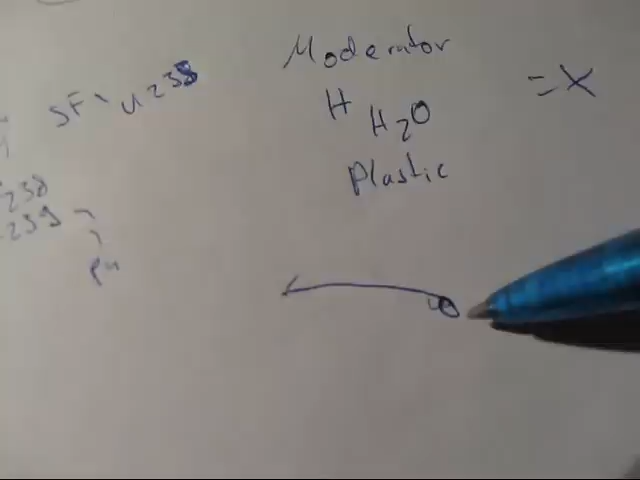 Moderator
SF U238
= X
H H2O
Plastic
238
239
Pu